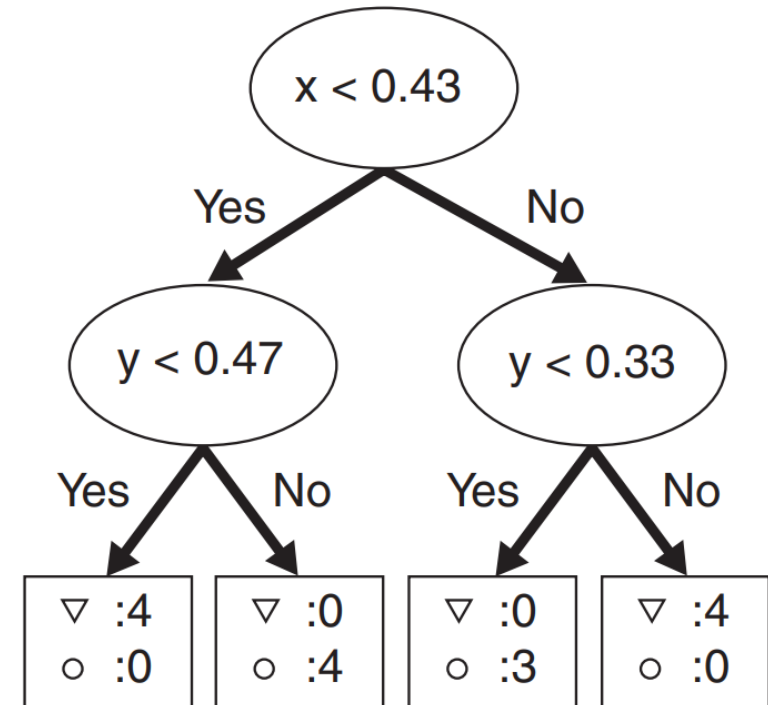 x < 0.43
Yes No
y < 0.47 y < 0.33
Yes No Yes No
▽ :4 ▽ :0 ▽ :0 ▽ :4
○ :0 ○ :4 ○ :3 ○ :0